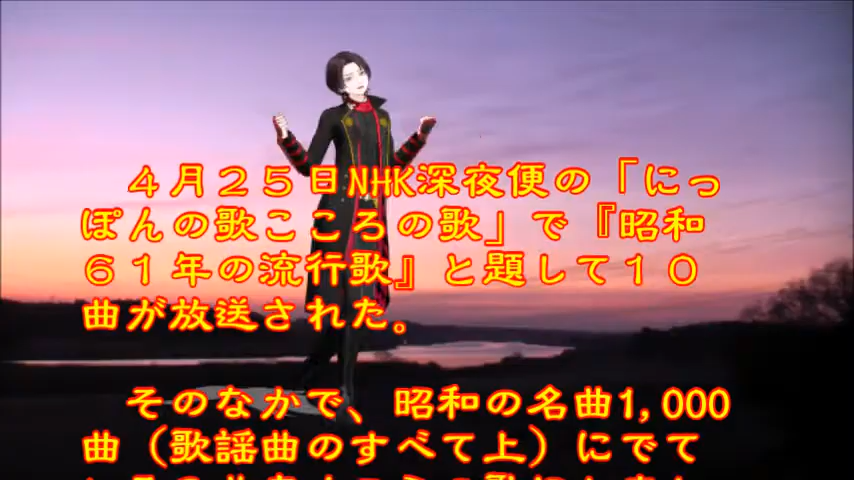 ４月２５日NHK深夜便の「にっ
ぽんの歌こころの歌」で『昭和
６１年の流行歌』と題して１０
曲が放送された。
そのなかで、昭和の名曲1,000
曲（歌謡曲のすべて上）にでて